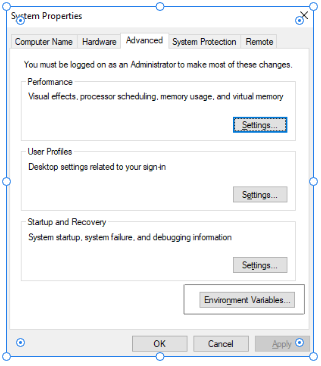 System Properties
Computer Name Hardware Advanced System Protection Remote
You must be logged on as an Administrator to make most of these changes.
Performance
Visual effects, processor scheduling, memory usage, and virtual memory
Settings...
User Profiles
Desktop settings related to your sign-in
Settings...
Startup and Recovery
System startup, system failure, and debugging information
Settings...
Environment Variables...
OK Cancel Apply